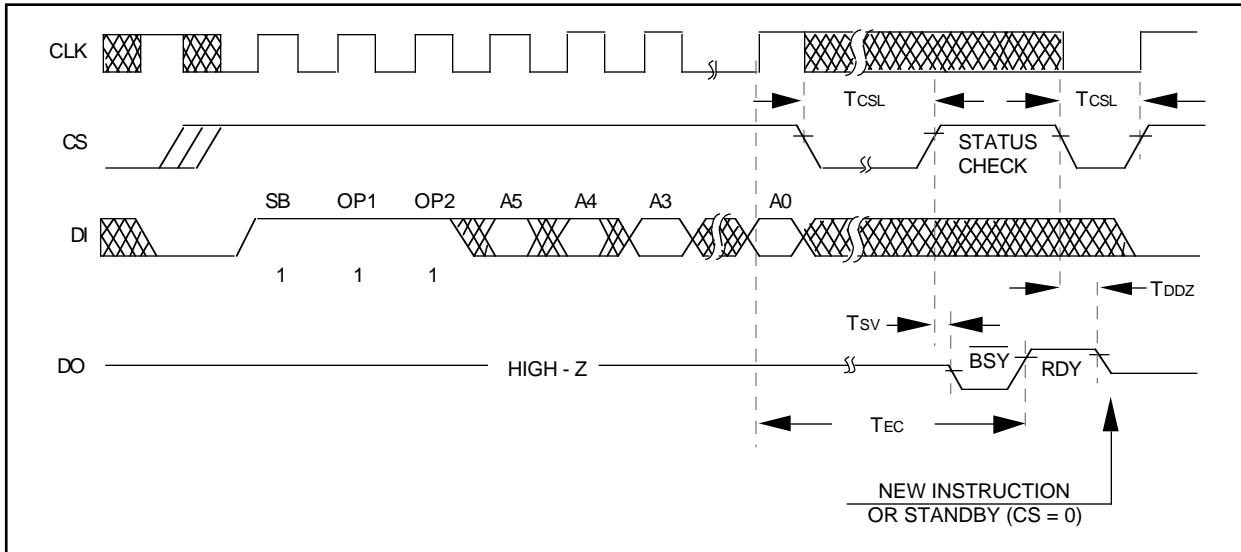 CLK
TCSL
TCSL
CS
STATUS
CHECK
SB OP1 OP2 A5 A4 A3 A0
DI
1 1 1
TDDZ
TSV
BSY
DO
HIGH - Z
RDY
TEC
NEW INSTRUCTION
OR STANDBY (CS = 0)